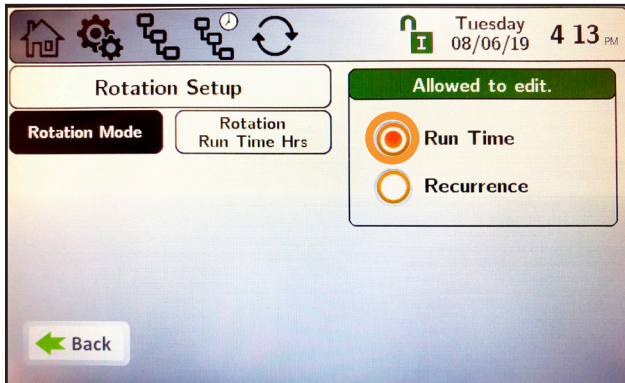 I
Tuesday
08/06/19
4 13 PM
Rotation Setup
Allowed to edit.
Rotation Mode
Rotation
Run Time Hrs
Run Time
Recurrence
Back